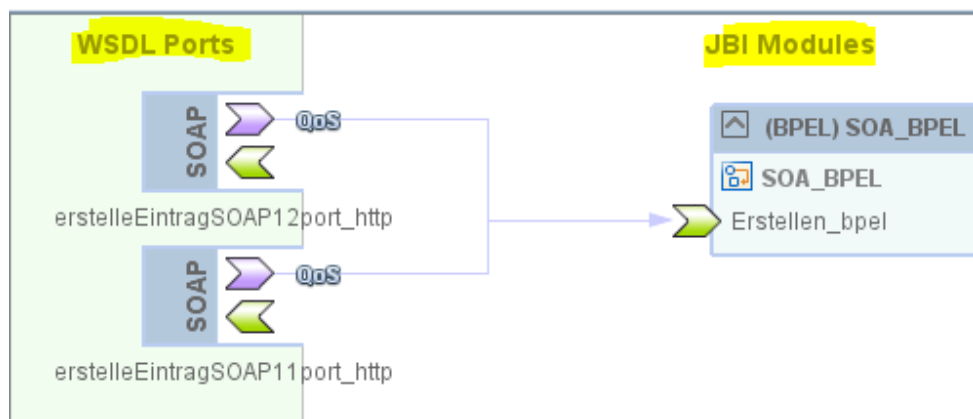 WSDL Ports
JBI Modules
SOAP
QoS
erstelleEintragSOAP12port_http
SOAP
QoS
erstelleEintragSOAP11port_http
(BPEL) SOA_BPEL
SOA_BPEL
Erstellen_bpel